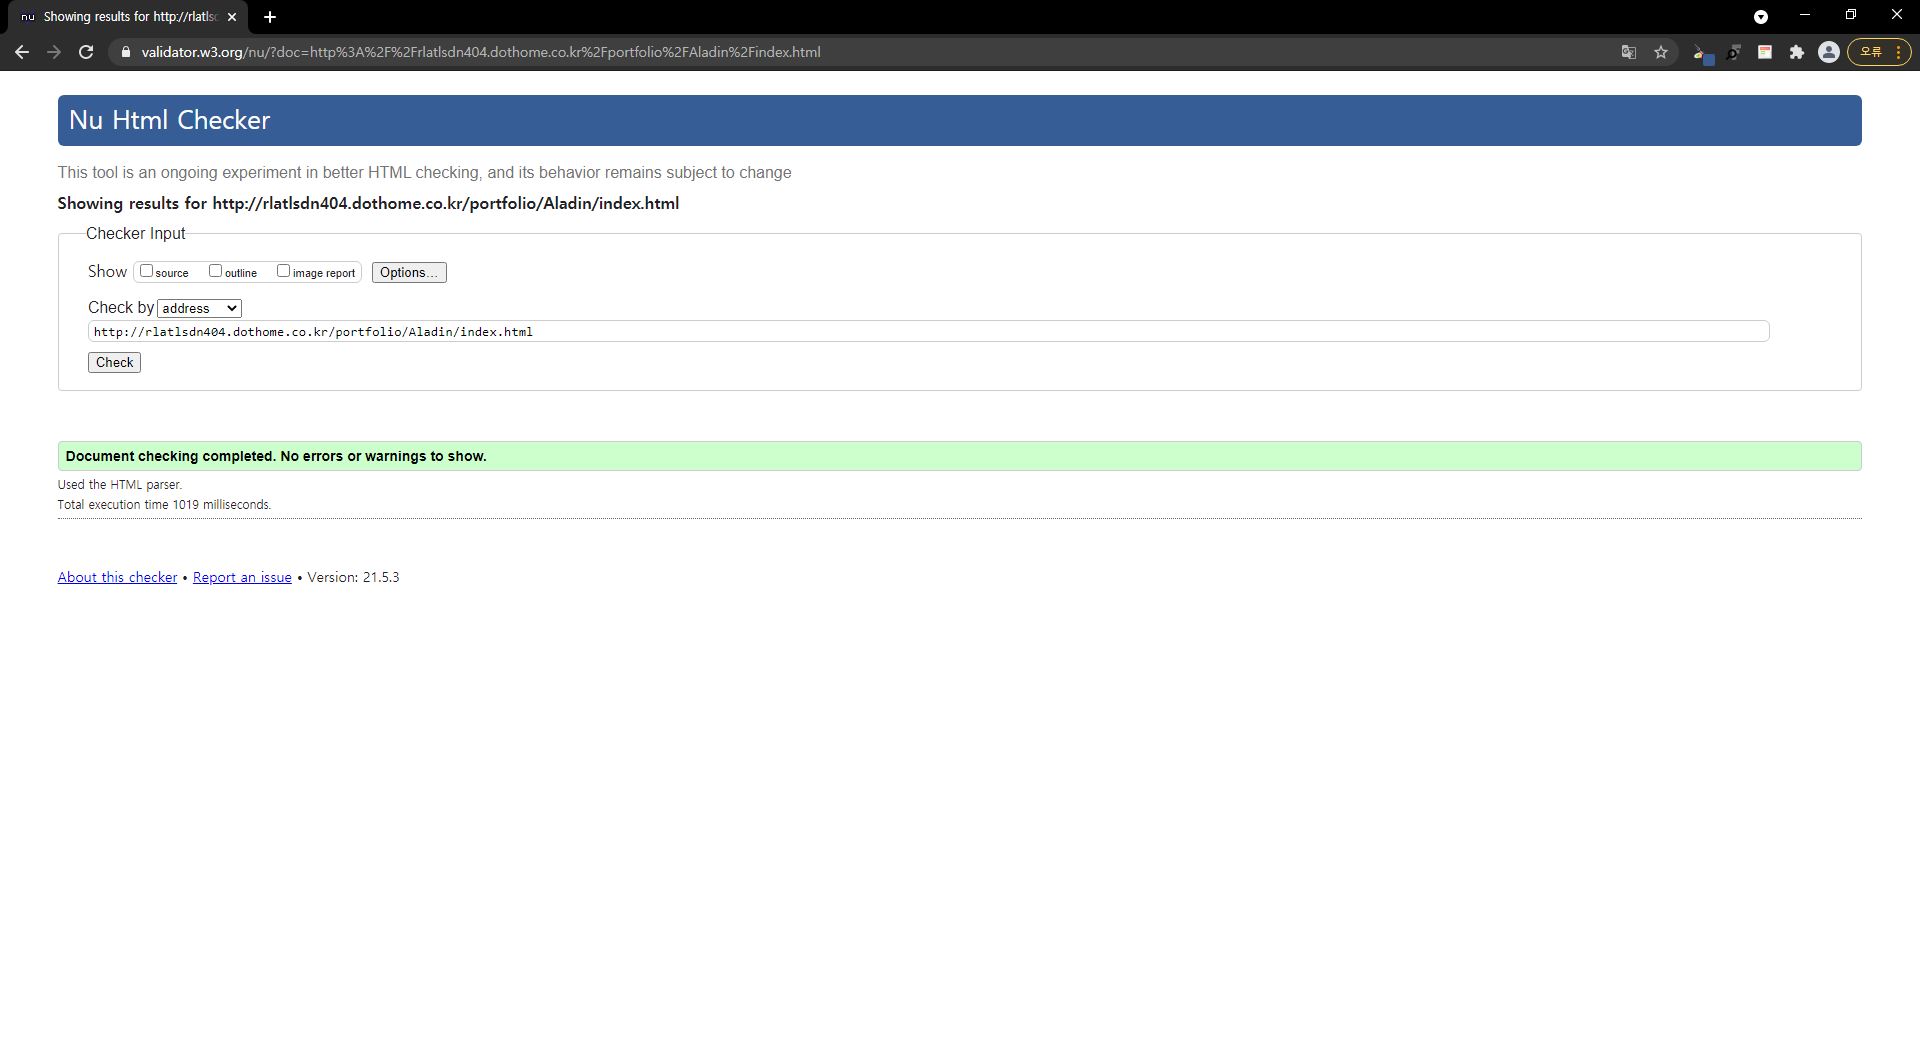 nu Showing results for http://rlatlsd
validator.w3.org/nu/?doc=http%3A%2F%2Frlatlsdn404.dothome.co.kr%2Fportfolio%2FAladin%2Findex.html
오류
Nu Html Checker
This tool is an ongoing experiment in better HTML checking, and its behavior remains subject to change
Showing results for http://rlatlsdn404.dothome.co.kr/portfolio/Aladin/index.html
Checker Input
Show source outline image report Options...
Check by address
http://rlatlsdn404.dothome.co.kr/portfolio/Aladin/index.html
Check
Document checking completed. No errors or warnings to show.
Used the HTML parser.
Total execution time 1019 milliseconds.
About this checker • Report an issue • Version: 21.5.3